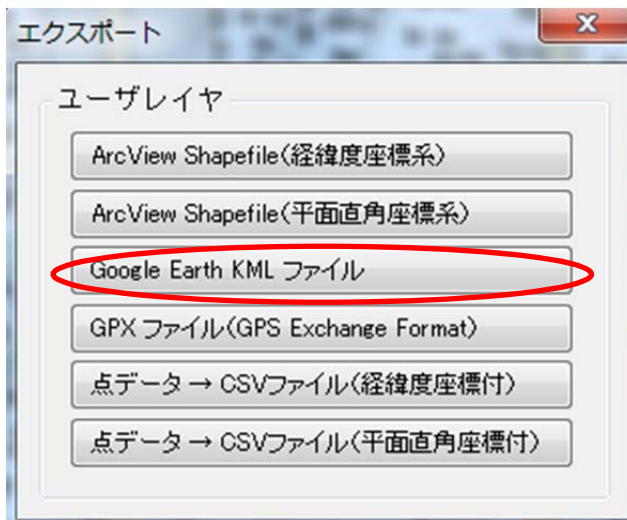 エクスポート
ユーザレイヤ
ArcView Shapefile(経緯度座標系)
ArcView Shapefile(平面直角座標系)
Google Earth KML ファイル
GPX ファイル(GPS Exchange Format)
点データ → CSVファイル(経緯度座標付)
点データ → CSVファイル(平面直角座標付)